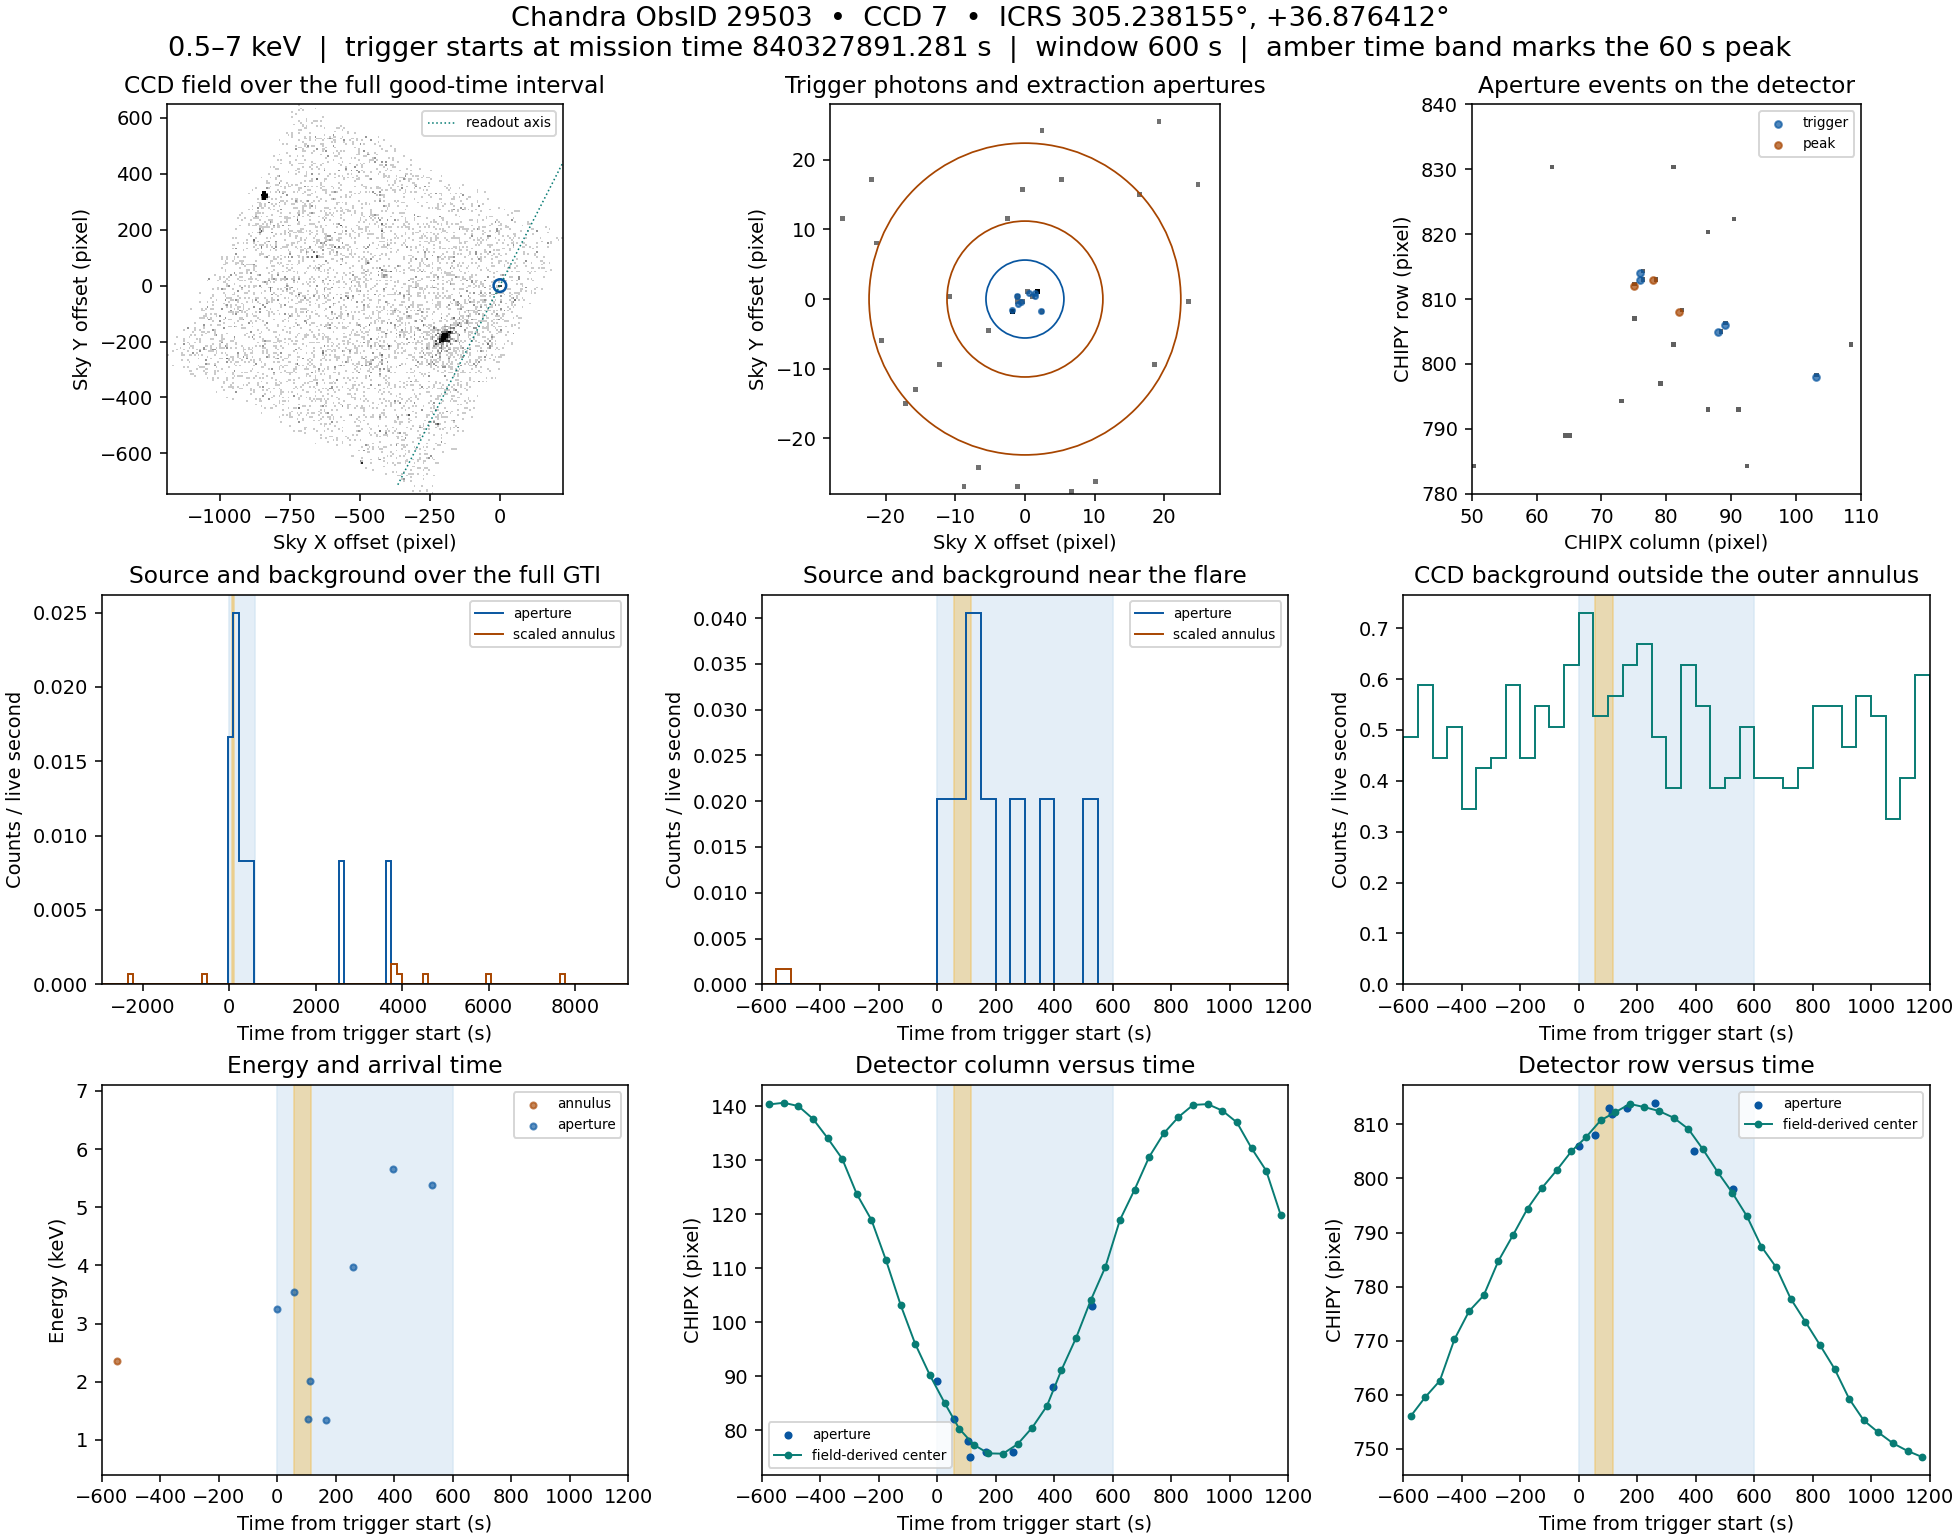 Chandra ObsID 29503 • CCD 7 • ICRS 305.238155°, +36.876412°
0.5–7 keV | trigger starts at mission time 840327891.281 s | window 600 s | amber time band marks the 60 s peak
CCD field over the full good-time interval
Sky Y offset (pixel)
600
400
200
0
−200
−400
−600
readout axis
−1000 −750 −500 −250 0
Sky X offset (pixel)
Trigger photons and extraction apertures
Sky Y offset (pixel)
20
10
0
−10
−20
−20 −10 0 10 20
Sky X offset (pixel)
Aperture events on the detector
CHIPY row (pixel)
840
830
820
810
800
790
780
trigger
peak
50 60 70 80 90 100 110
CHIPX column (pixel)
Source and background over the full GTI
Counts / live second
0.025
0.020
0.015
0.010
0.005
0.000
aperture
scaled annulus
−2000 0 2000 4000 6000 8000
Time from trigger start (s)
Source and background near the flare
Counts / live second
0.040
0.035
0.030
0.025
0.020
0.015
0.010
0.005
0.000
aperture
scaled annulus
−600 −400 −200 0 200 400 600 800 1000 1200
Time from trigger start (s)
CCD background outside the outer annulus
Counts / live second
0.7
0.6
0.5
0.4
0.3
0.2
0.1
0.0
−600 −400 −200 0 200 400 600 800 1000 1200
Time from trigger start (s)
Energy and arrival time
Energy (keV)
7
6
5
4
3
2
1
annulus
aperture
−600 −400 −200 0 200 400 600 800 1000 1200
Time from trigger start (s)
Detector column versus time
CHIPX (pixel)
140
130
120
110
100
90
80
aperture
field-derived center
−600 −400 −200 0 200 400 600 800 1000 1200
Time from trigger start (s)
Detector row versus time
CHIPY (pixel)
810
800
790
780
770
760
750
aperture
field-derived center
−600 −400 −200 0 200 400 600 800 1000 1200
Time from trigger start (s)